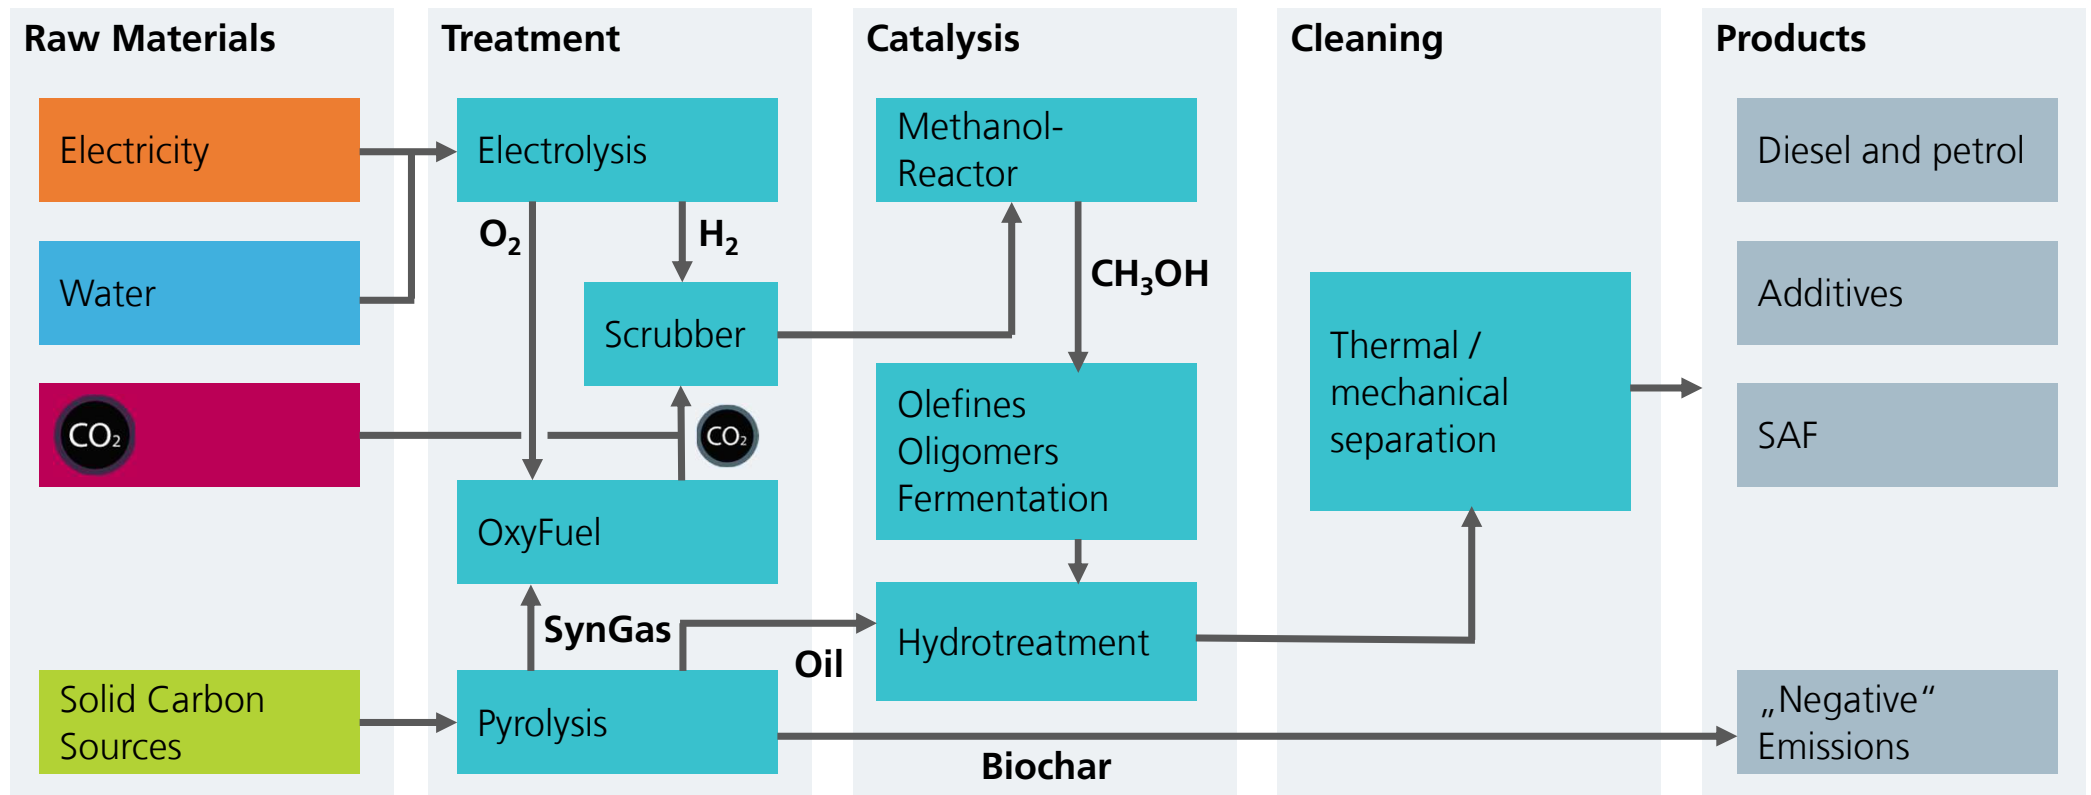 Raw Materials
Treatment
Catalysis
Cleaning
Products
Electricity
Electrolysis
Methanol-
Reactor
Diesel and petrol
O₂
H₂
CH₃OH
Water
Scrubber
Additives
Thermal /
mechanical
separation
CO₂
CO₂
Olefines
Oligomers
Fermentation
SAF
OxyFuel
SynGas
Oil
Hydrotreatment
Solid Carbon
Sources
Pyrolysis
„Negative“
Emissions
Biochar